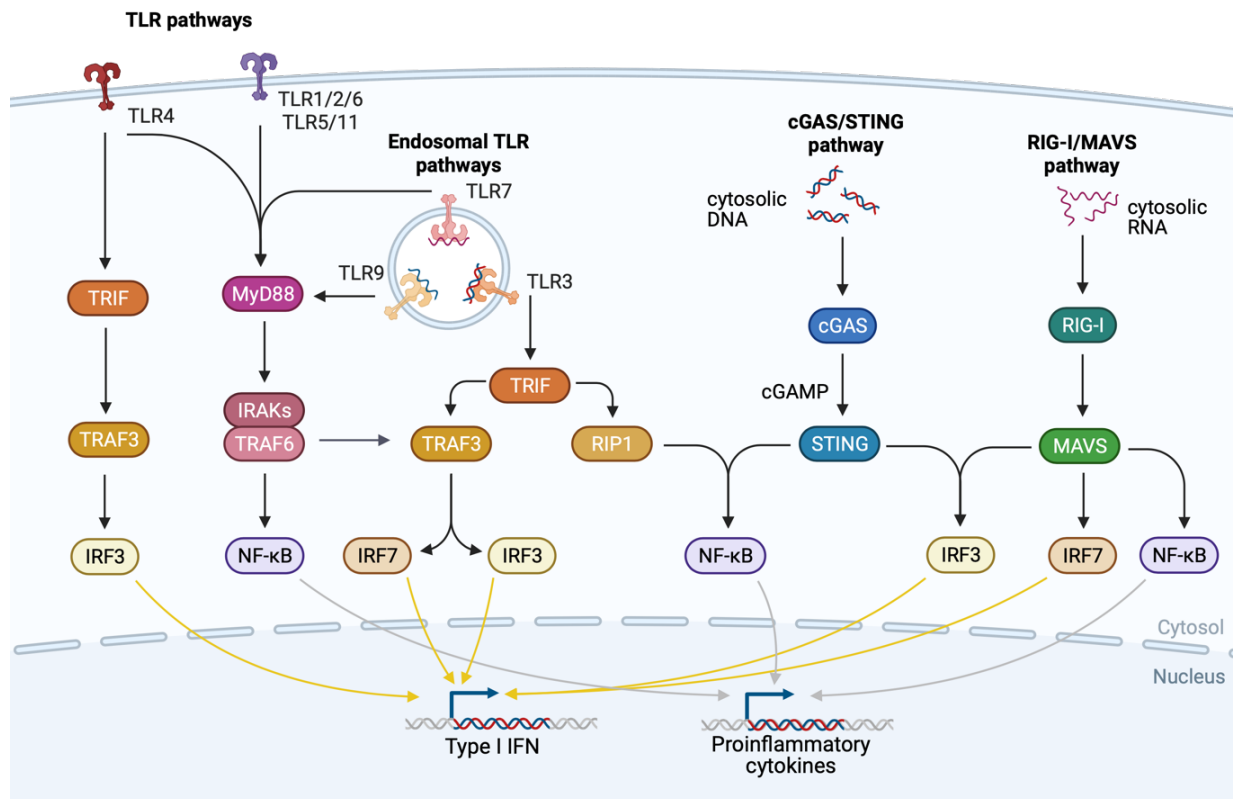 TLR pathways
TLR4
TLR1/2/6
TLR5/11
Endosomal TLR
pathways
TLR7
TLR9
TLR3
cGAS/STING
pathway
cytosolic
DNA
RIG-I/MAVS
pathway
cytosolic
RNA
TRIF
MyD88
cGAS
RIG-I
TRIF
cGAMP
IRAKs
TRAF3
TRAF6
TRAF3
RIP1
STING
MAVS
IRF3
NF-κB
IRF7
IRF3
NF-κB
IRF3
IRF7
NF-κB
Cytosol
Nucleus
Type I IFN
Proinflammatory
cytokines